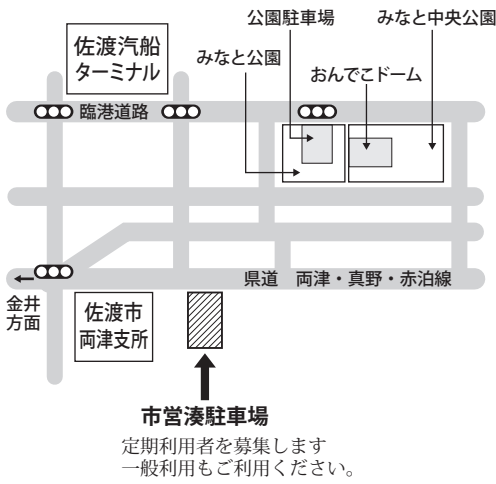 公園駐車場
みなと中央公園
佐渡汽船
ターミナル
みなと公園
おんでこドーム
臨港道路
県道 両津・真野・赤泊線
金井
方面
佐渡市
両津支所
市営湊駐車場
定期利用者を募集します
一般利用もご利用ください。